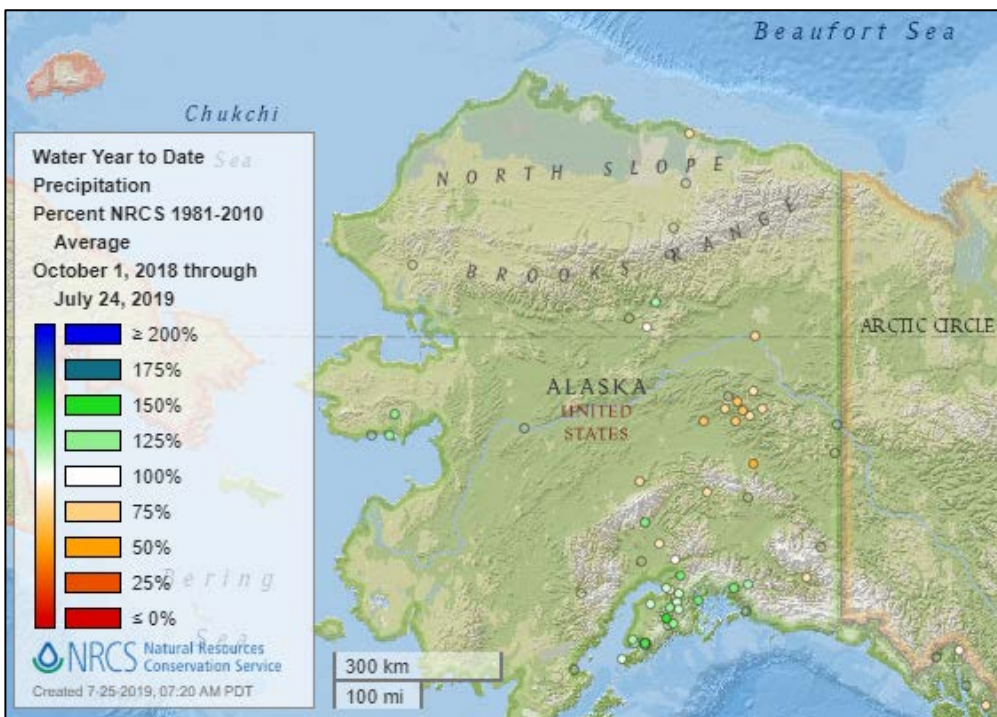 Beaufort Sea
Chukchi
Sea
NORTH SLOPE
BROOKS RANGE
ARCTIC CIRCLE
ALASKA
UNITED
STATES
Bering
Sea
Water Year to Date
Precipitation
Percent NRCS 1981-2010
Average
October 1, 2018 through
July 24, 2019
≥ 200%
175%
150%
125%
100%
75%
50%
25%
≤ 0%
NRCS Natural Resources
Conservation Service
Created 7-25-2019, 07:20 AM PDT
300 km
100 mi